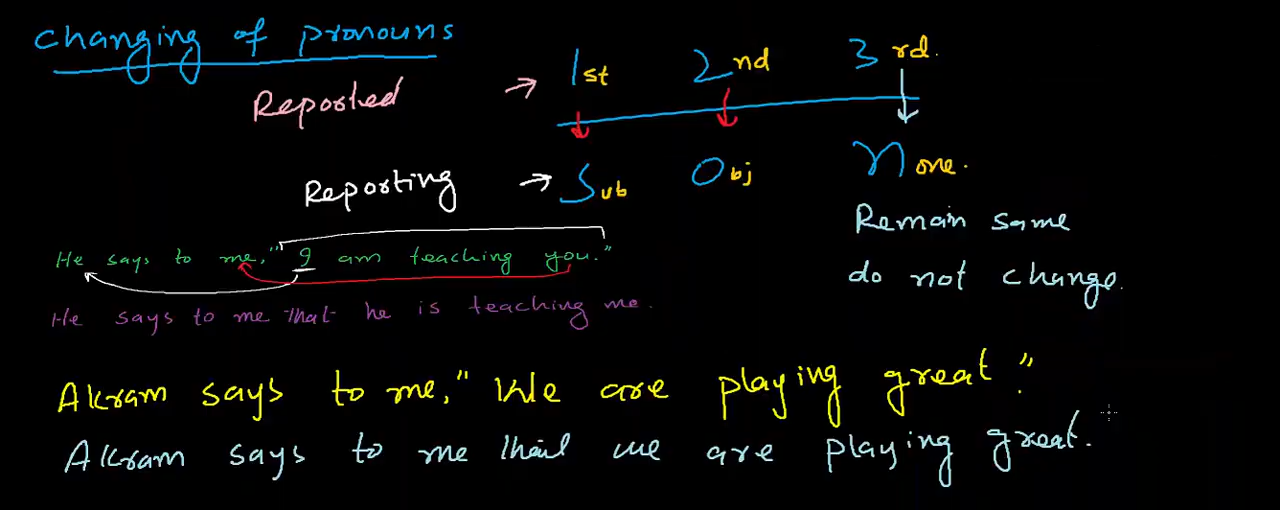 changing of pronouns
Reported → 1st 2nd 3rd.
Reporting → Sub Obj None.
Remain same
do not change.
He says to me, "I am teaching you."
He says to me that he is teaching me.
Akram says to me, "We are playing great".
Akram says to me that we are playing great.